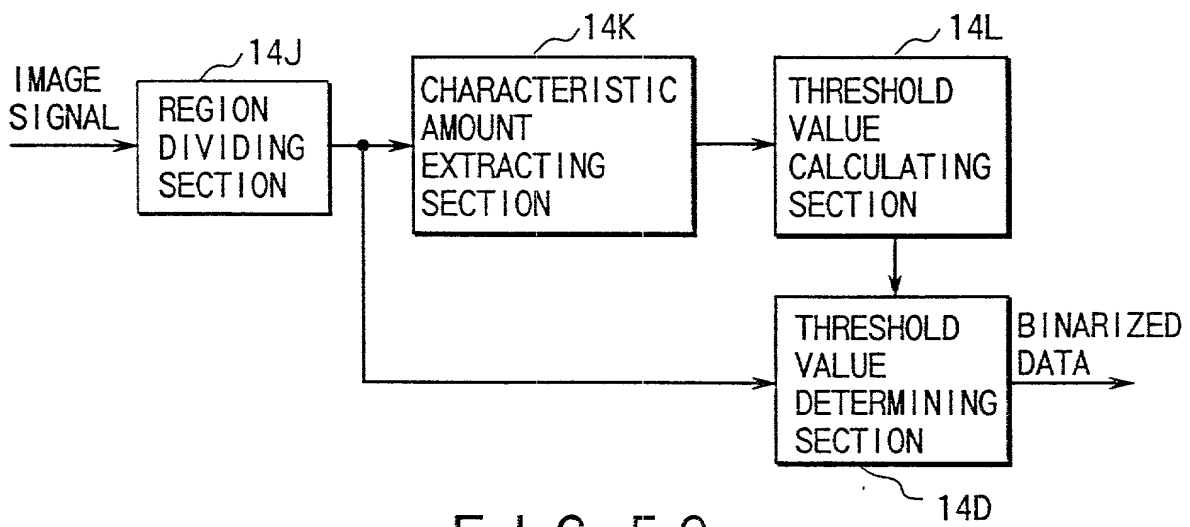 14J
14K
14L
IMAGE
SIGNAL
REGION
DIVIDING
SECTION
CHARACTERISTIC
AMOUNT
EXTRACTING
SECTION
THRESHOLD
VALUE
CALCULATING
SECTION
THRESHOLD
VALUE
DETERMINING
SECTION
BINARIZED
DATA
14D